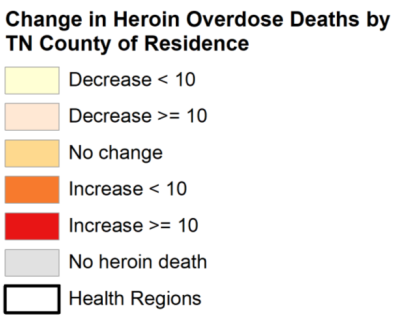 Change in Heroin Overdose Deaths by
TN County of Residence
Decrease < 10
Decrease >= 10
No change
Increase < 10
Increase >= 10
No heroin death
Health Regions